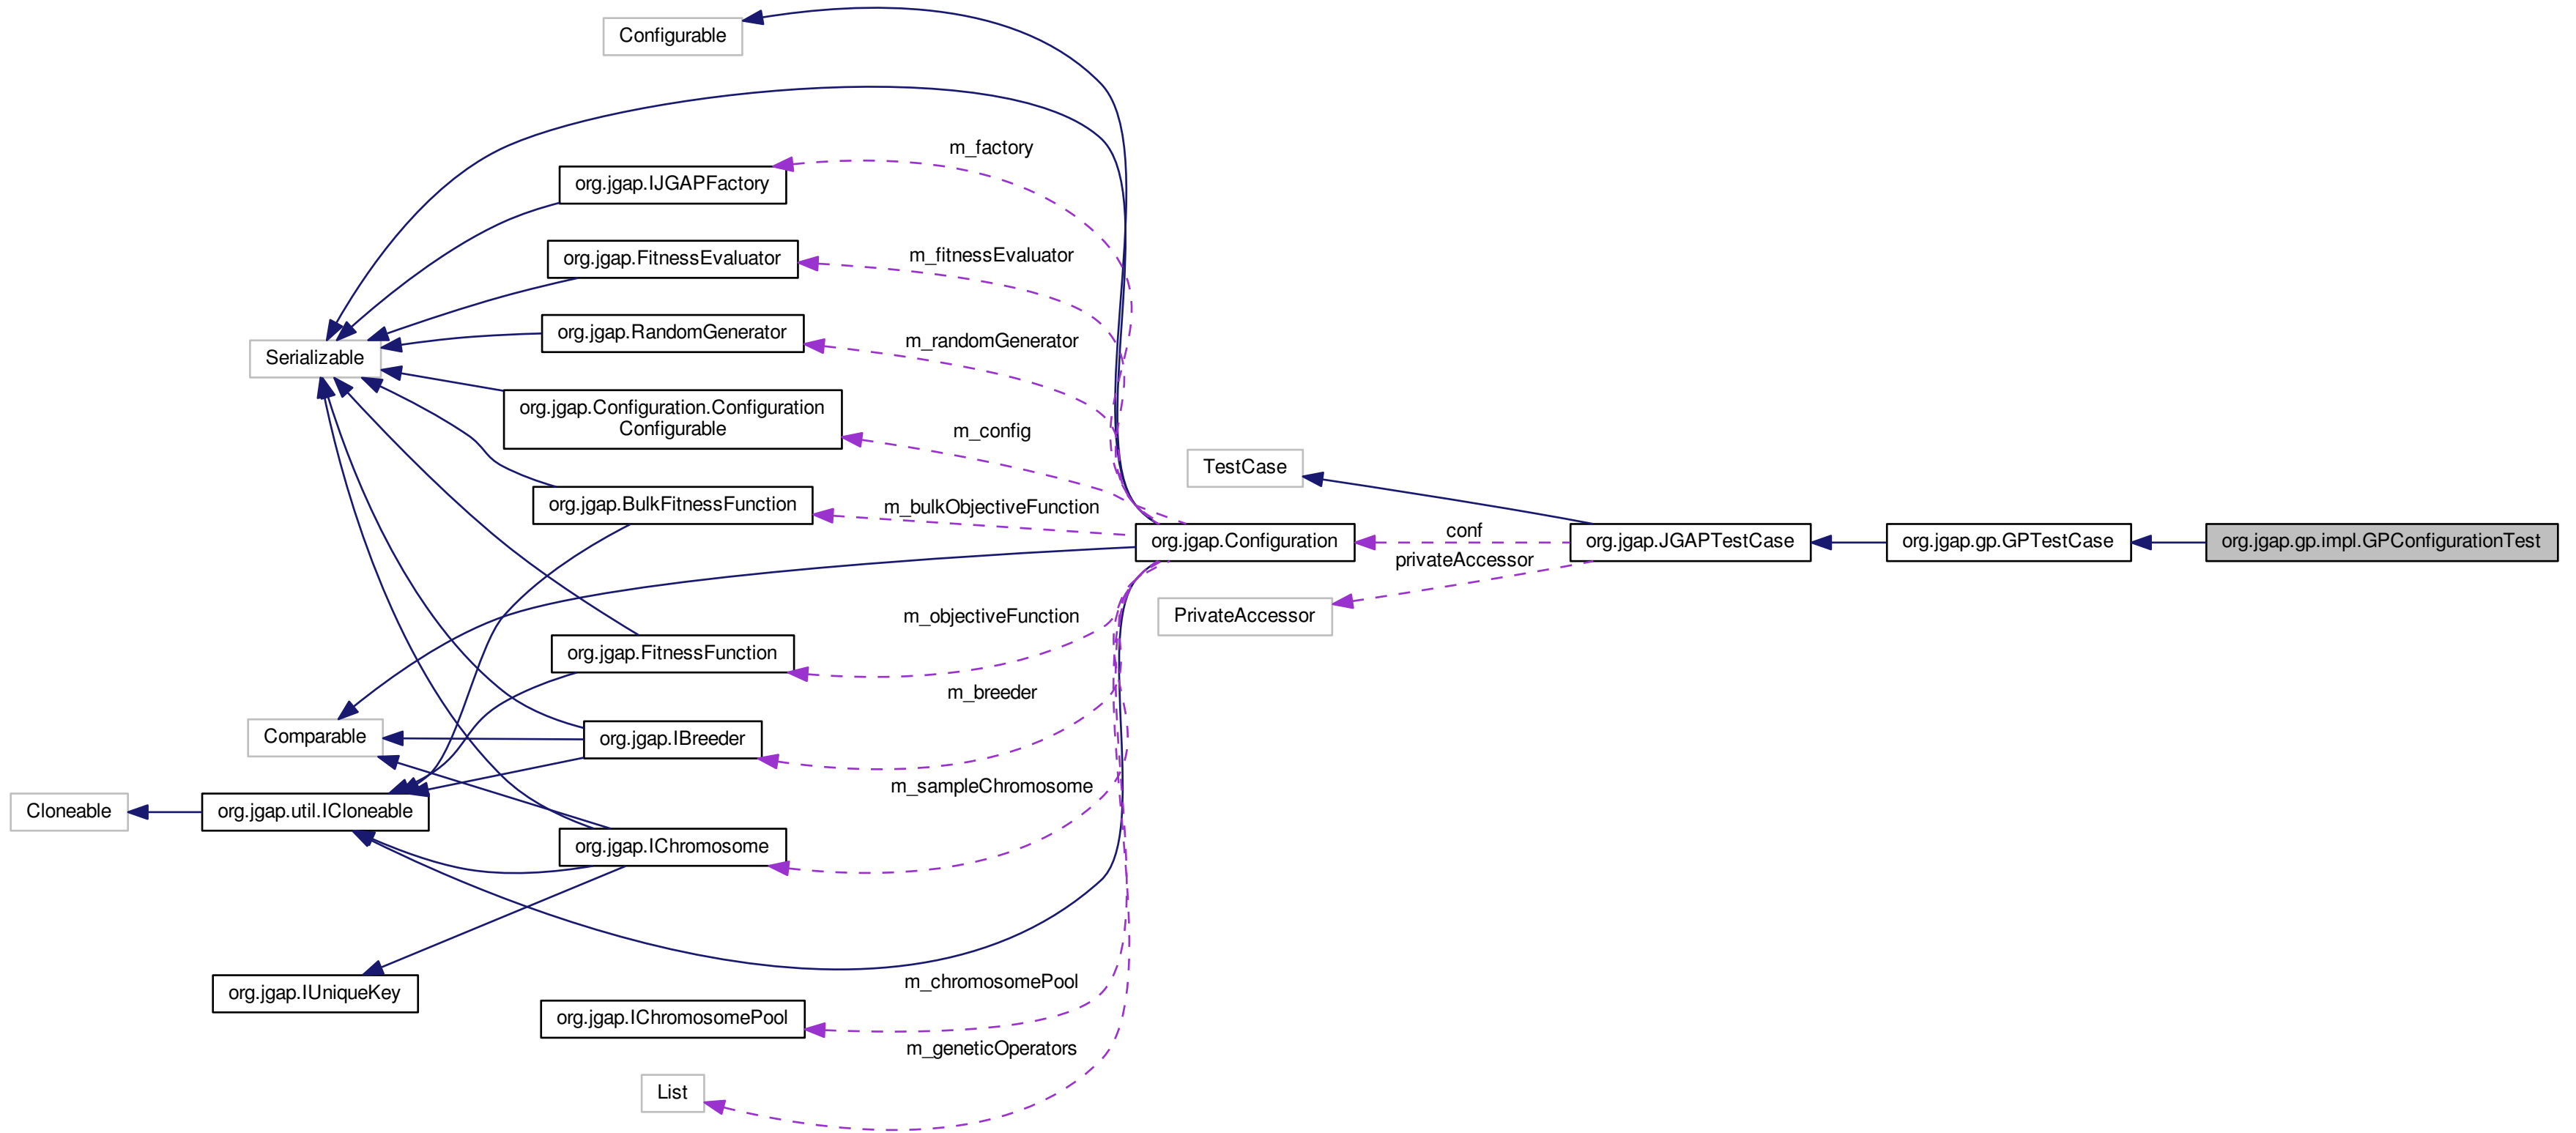 Configurable
m_factory
org.jgap.IJGAPFactory
m_fitnessEvaluator
org.jgap.FitnessEvaluator
org.jgap.RandomGenerator
m_randomGenerator
Serializable
org.jgap.Configuration.Configuration
Configurable
m_config
TestCase
org.jgap.BulkFitnessFunction
m_bulkObjectiveFunction
org.jgap.Configuration
conf
org.jgap.JGAPTestCase
org.jgap.gp.GPTestCase
org.jgap.gp.impl.GPConfigurationTest
privateAccessor
PrivateAccessor
m_objectiveFunction
org.jgap.FitnessFunction
m_breeder
Comparable
org.jgap.IBreeder
m_sampleChromosome
Cloneable
org.jgap.util.ICloneable
org.jgap.IChromosome
m_chromosomePool
org.jgap.IUniqueKey
org.jgap.IChromosomePool
m_geneticOperators
List